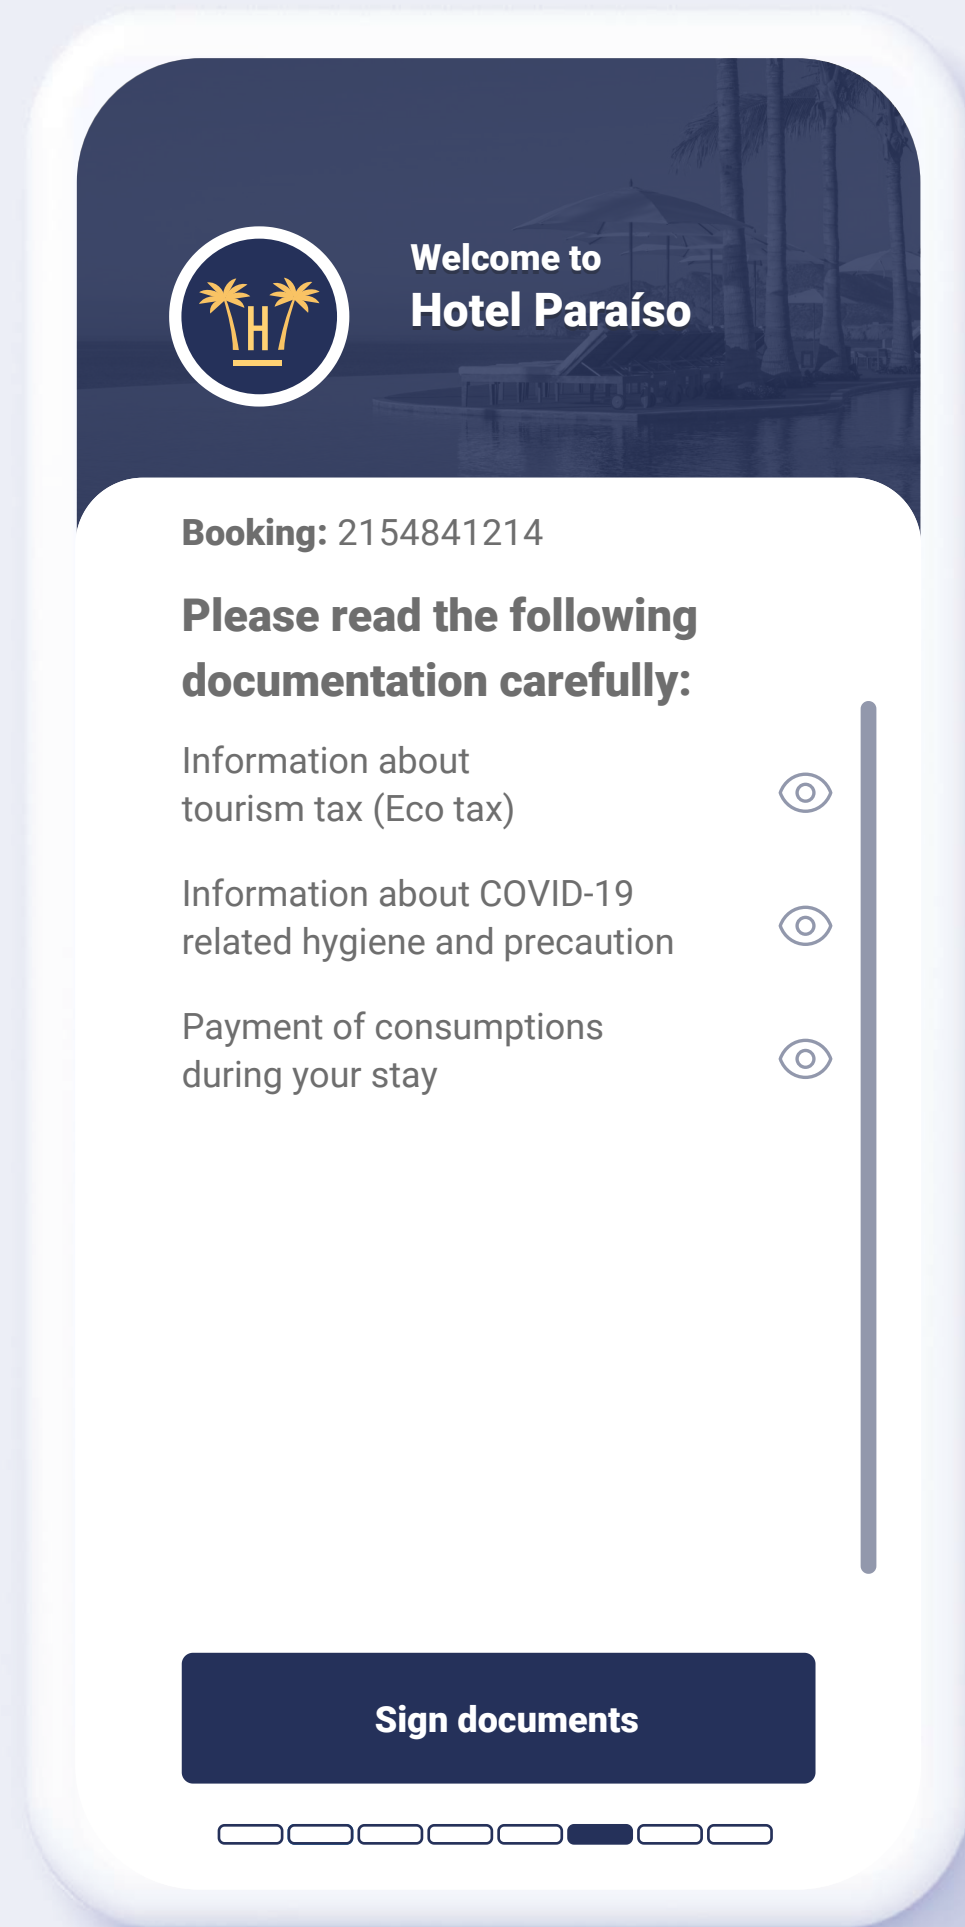 H
Welcome to
Hotel Paraíso
Booking: 2154841214
Please read the following
documentation carefully:
Information about
tourism tax (Eco tax)
Information about COVID-19
related hygiene and precaution
Payment of consumptions
during your stay
Sign documents